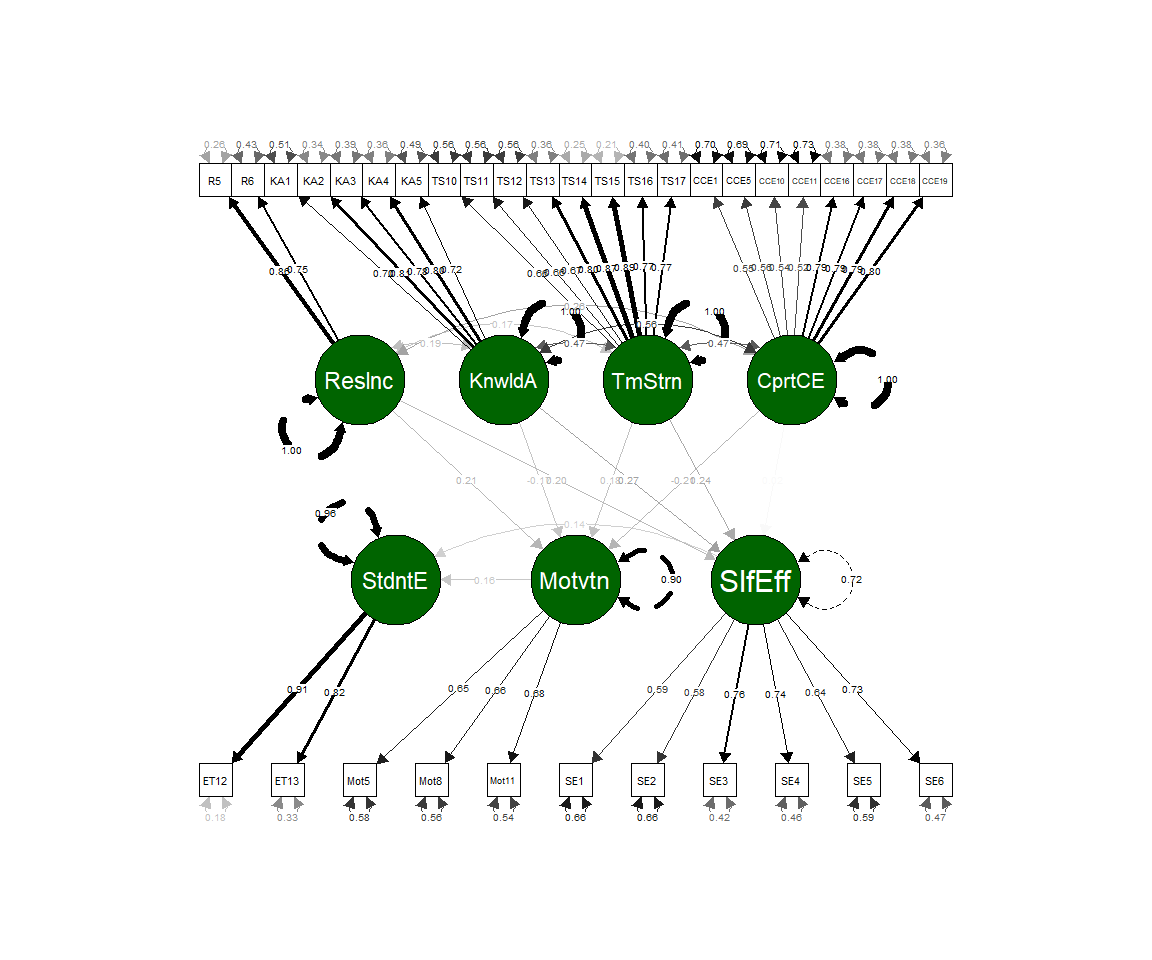 0.26 0.43 0.51 0.34 0.39 0.36 0.49 0.56 0.56 0.56 0.36 0.25 0.21 0.40 0.41 0.70 0.69 0.71 0.73 0.38 0.38 0.38 0.36
R5 R6 KA1 KA2 KA3 KA4 KA5 TS10 TS11 TS12 TS13 TS14 TS15 TS16 TS17 CCE1 CCE5 CCE10 CCE11 CCE16 CCE17 CCE18 CCE19
0.86 0.75 0.70 0.81 0.78 0.80 0.72 0.66 0.66 0.67 0.80 0.87 0.89 0.77 0.77 0.55 0.56 0.54 0.52 0.79 0.79 0.79 0.80
1.00 1.00
0.17 0.56
0.19 0.47 0.47
Reslnc KnwldA TmStrn CprtCE 1.00
1.00
0.21 -0.17 0.20 0.18 0.27 -0.21 0.24
0.96
0.14
StdntE 0.16 Motvtn 0.90 SlfEff 0.72
0.91 0.82 0.65 0.66 0.68 0.59 0.58 0.76 0.74 0.64 0.73
ET12 ET13 Mot5 Mot8 Mot11 SE1 SE2 SE3 SE4 SE5 SE6
0.18 0.33 0.58 0.56 0.54 0.66 0.66 0.42 0.46 0.59 0.47